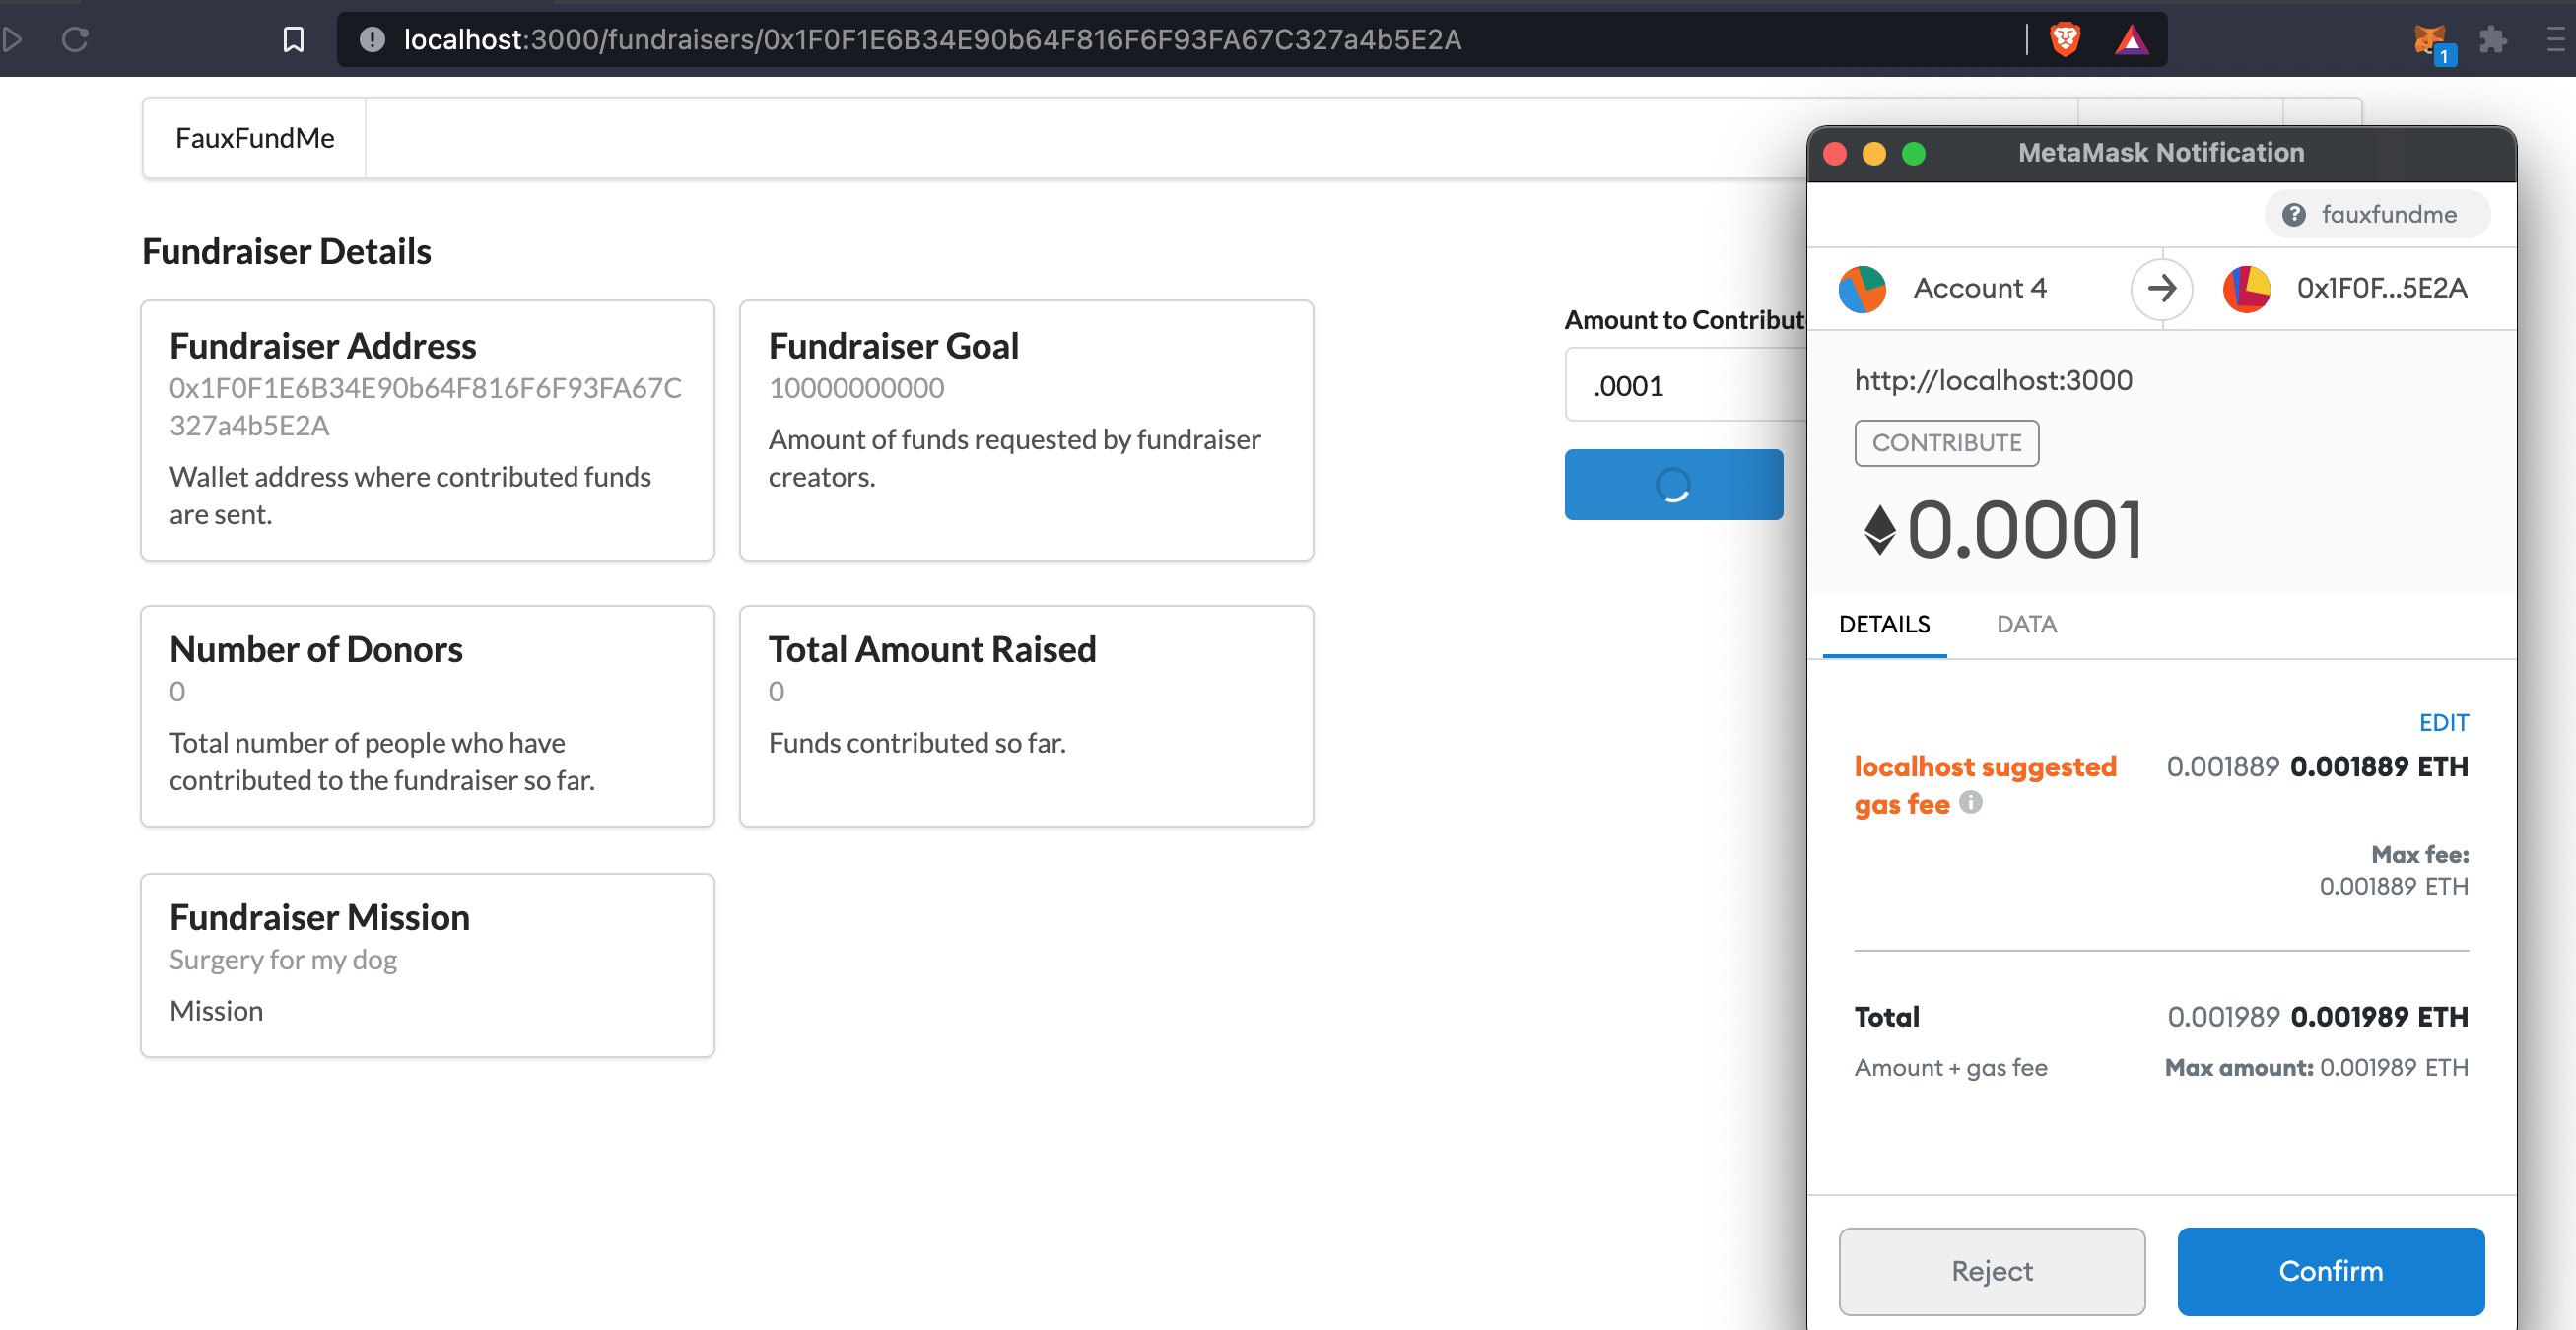 localhost:3000/fundraisers/0x1F0F1E6B34E90b64F816F6F93FA67C327a4b5E2A
1
FauxFundMe
Fundraiser Details
Fundraiser Address
0x1F0F1E6B34E90b64F816F6F93FA67C
327a4b5E2A
Wallet address where contributed funds
are sent.
Fundraiser Goal
10000000000
Amount of funds requested by fundraiser
creators.
Number of Donors
0
Total number of people who have
contributed to the fundraiser so far.
Total Amount Raised
0
Funds contributed so far.
Fundraiser Mission
Surgery for my dog
Mission
Amount to Contribut
.0001
MetaMask Notification
fauxfundme
Account 4
0x1F0F...5E2A
http://localhost:3000
CONTRIBUTE
0.0001
DETAILS
DATA
EDIT
localhost suggested 0.001889 0.001889 ETH
gas fee
Max fee:
0.001889 ETH
Total 0.001989 0.001989 ETH
Amount + gas fee Max amount: 0.001989 ETH
Reject
Confirm